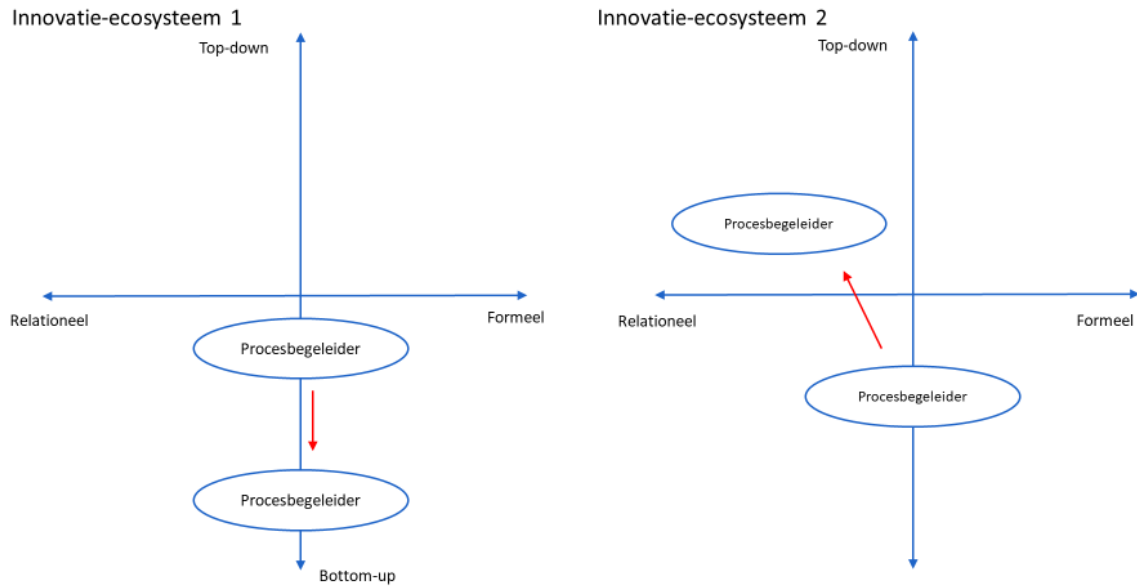 Innovatie-ecosysteem 1
Top-down
Relationeel
Formeel
Procesbegeleider
Procesbegeleider
Bottom-up
Innovatie-ecosysteem 2
Top-down
Procesbegeleider
Relationeel
Formeel
Procesbegeleider